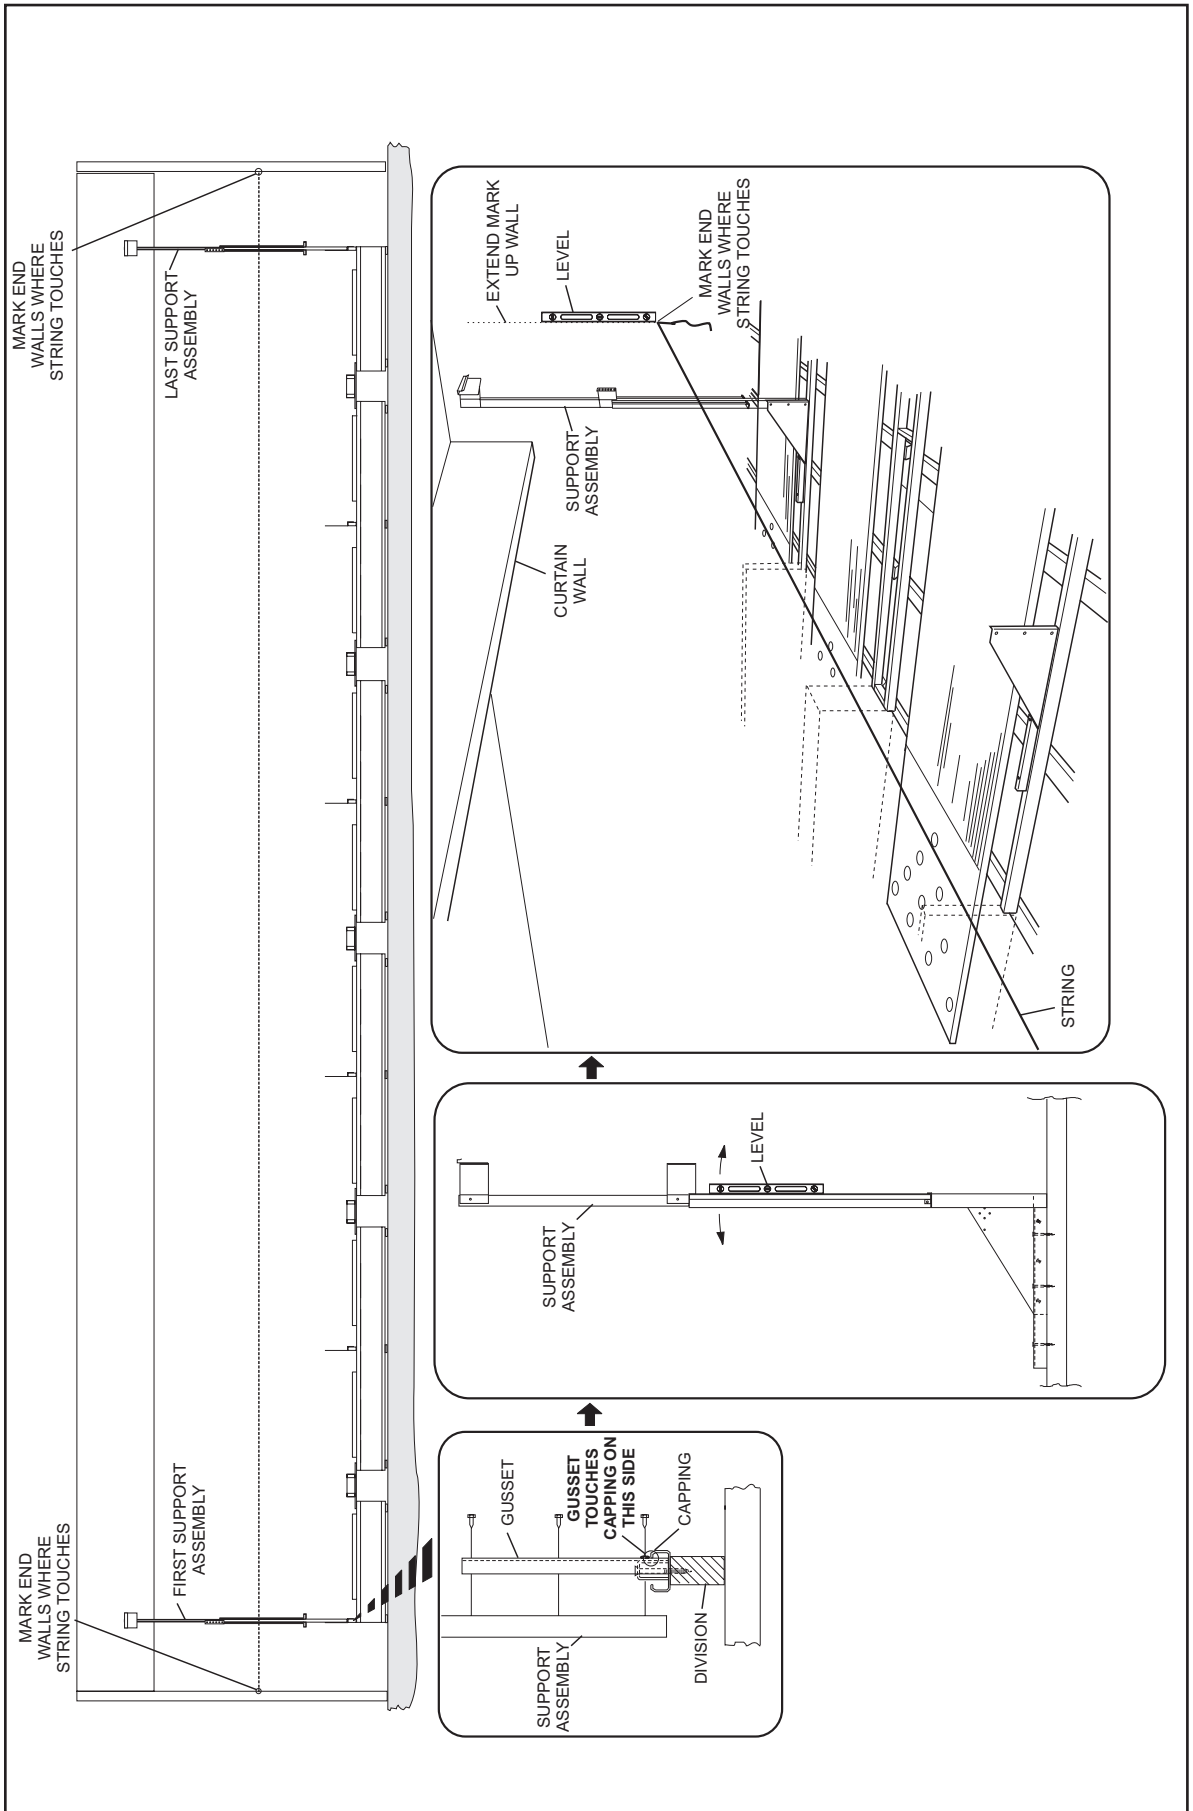 MARK END
WALLS WHERE
STRING TOUCHES
FIRST SUPPORT
ASSEMBLY
MARK END
WALLS WHERE
STRING TOUCHES
LAST SUPPORT
ASSEMBLY
SUPPORT
ASSEMBLY
GUSSET
GUSSET
TOUCHES
CAPPING ON
THIS SIDE
CAPPING
DIVISION
SUPPORT
ASSEMBLY
LEVEL
CURTAIN
WALL
SUPPORT
ASSEMBLY
EXTEND MARK
UP WALL
LEVEL
MARK END
WALLS WHERE
STRING TOUCHES
STRING